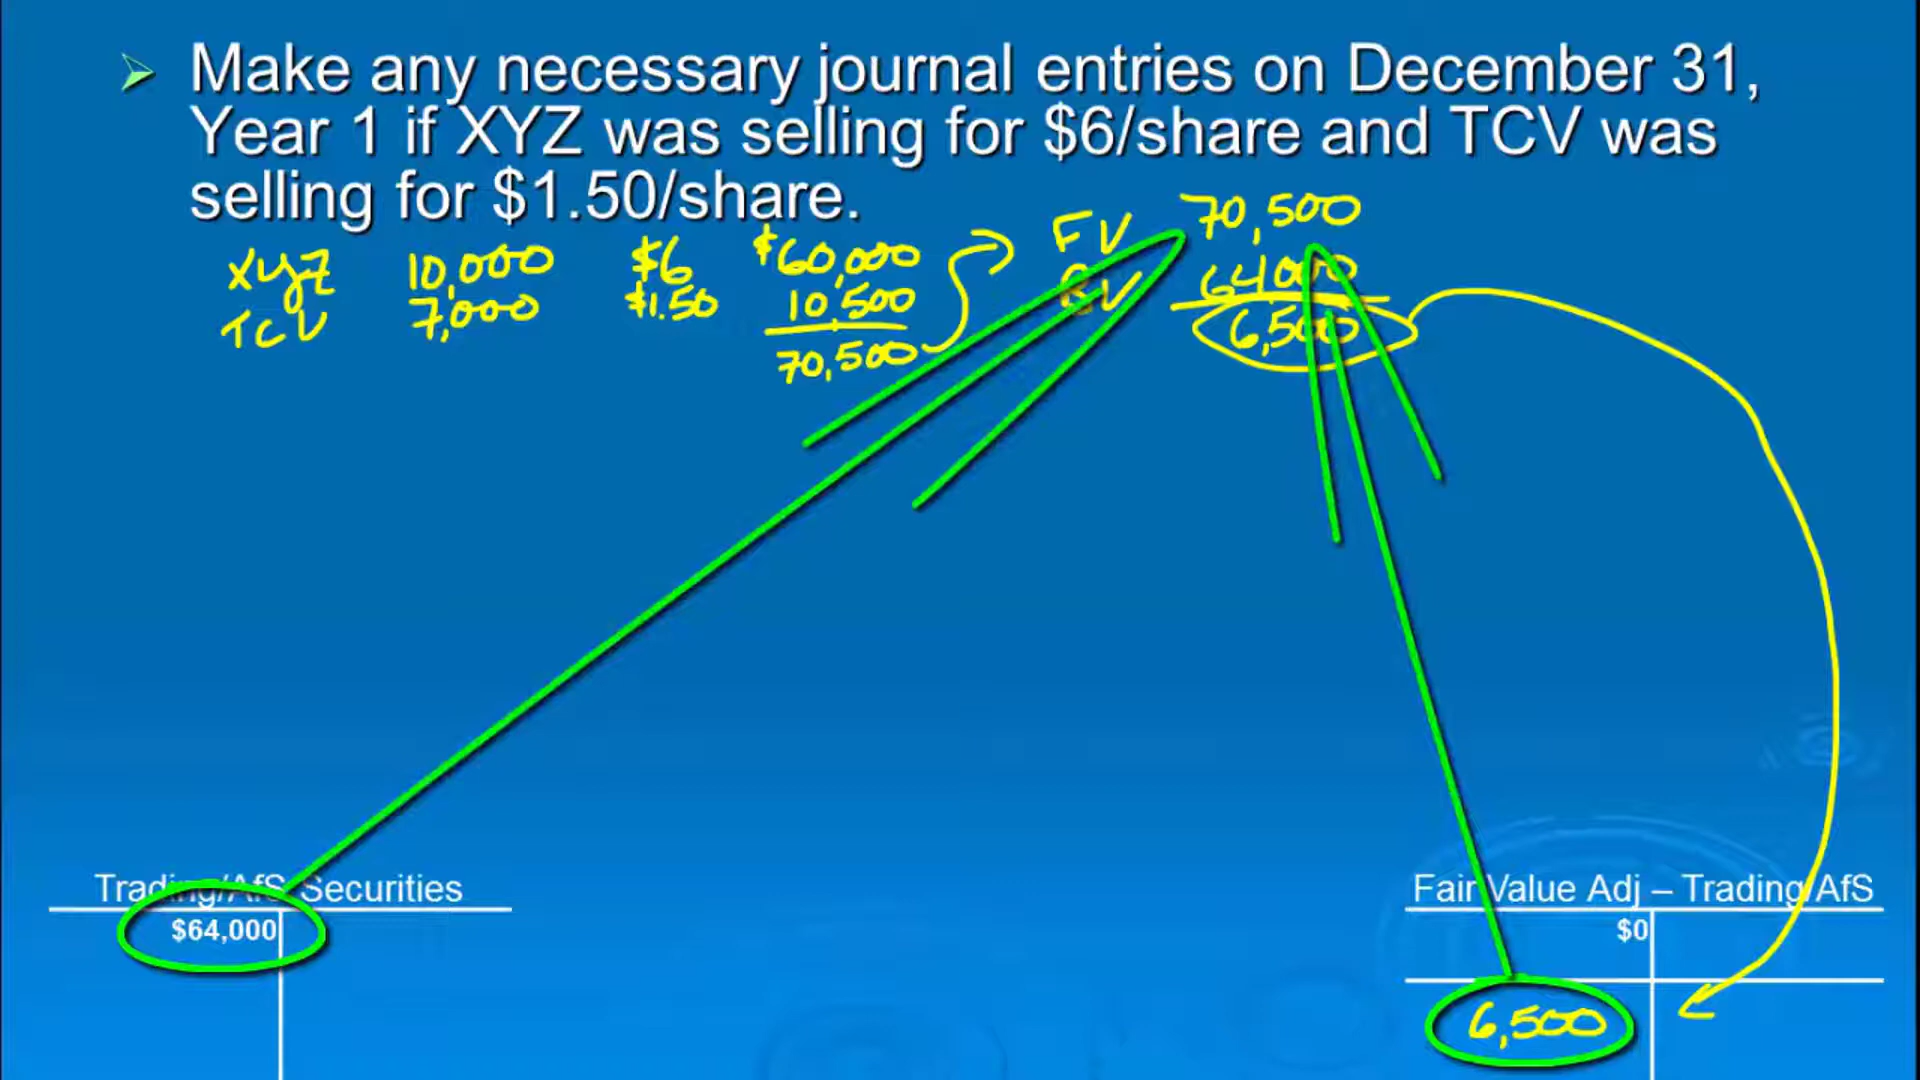 Make any necessary journal entries on December 31,
Year 1 if XYZ was selling for $6/share and TCV was
selling for $1.50/share.
XYZ 10,000 $6 $60,000 FV 70,500
TCV 7,000 $1.50 10,500 BV 64000
70,500 6,500
Trading/AfS Securities Fair Value Adj – Trading/AfS
$64,000 $0
6,500